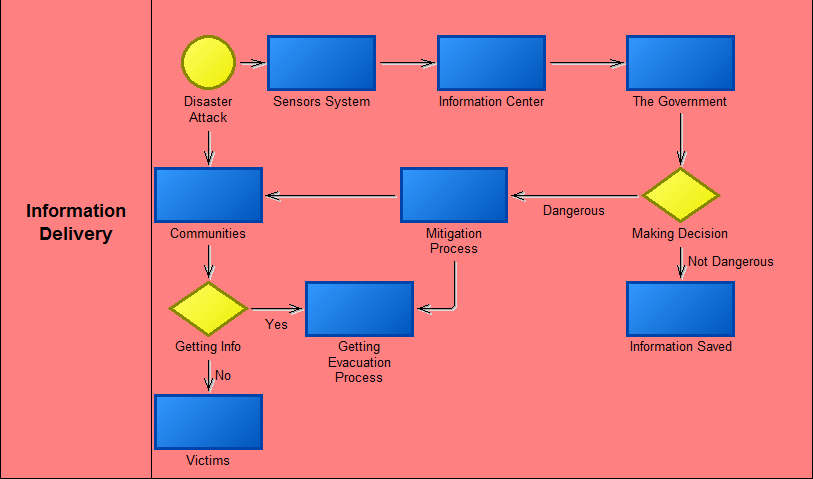 Information
Delivery
Disaster
Attack
Sensors System
Information Center
The Government
Communities
Mitigation
Process
Dangerous
Making Decision
Not Dangerous
Getting Info
Yes
Getting
Evacuation
Process
Information Saved
No
Victims